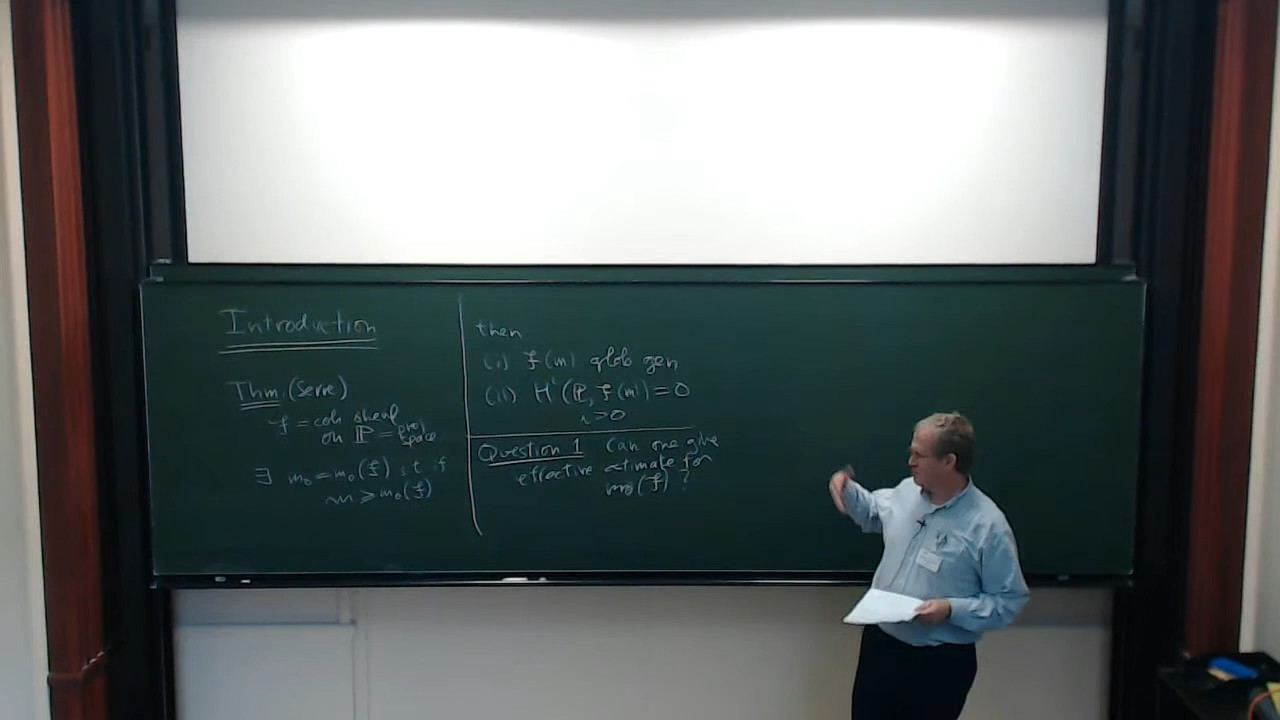 Introduction
Thm (Serre)
F = coh sheaf
on ℙ = proj
space
∃ m₀ = m₀(F) s.t. if
m ≥ m₀(F)
then
(i) F(m) glob gen
(ii) Hⁱ(ℙ, F(m)) = 0
i > 0
Question 1 Can one give
effective estimate for
m₀(F) ?